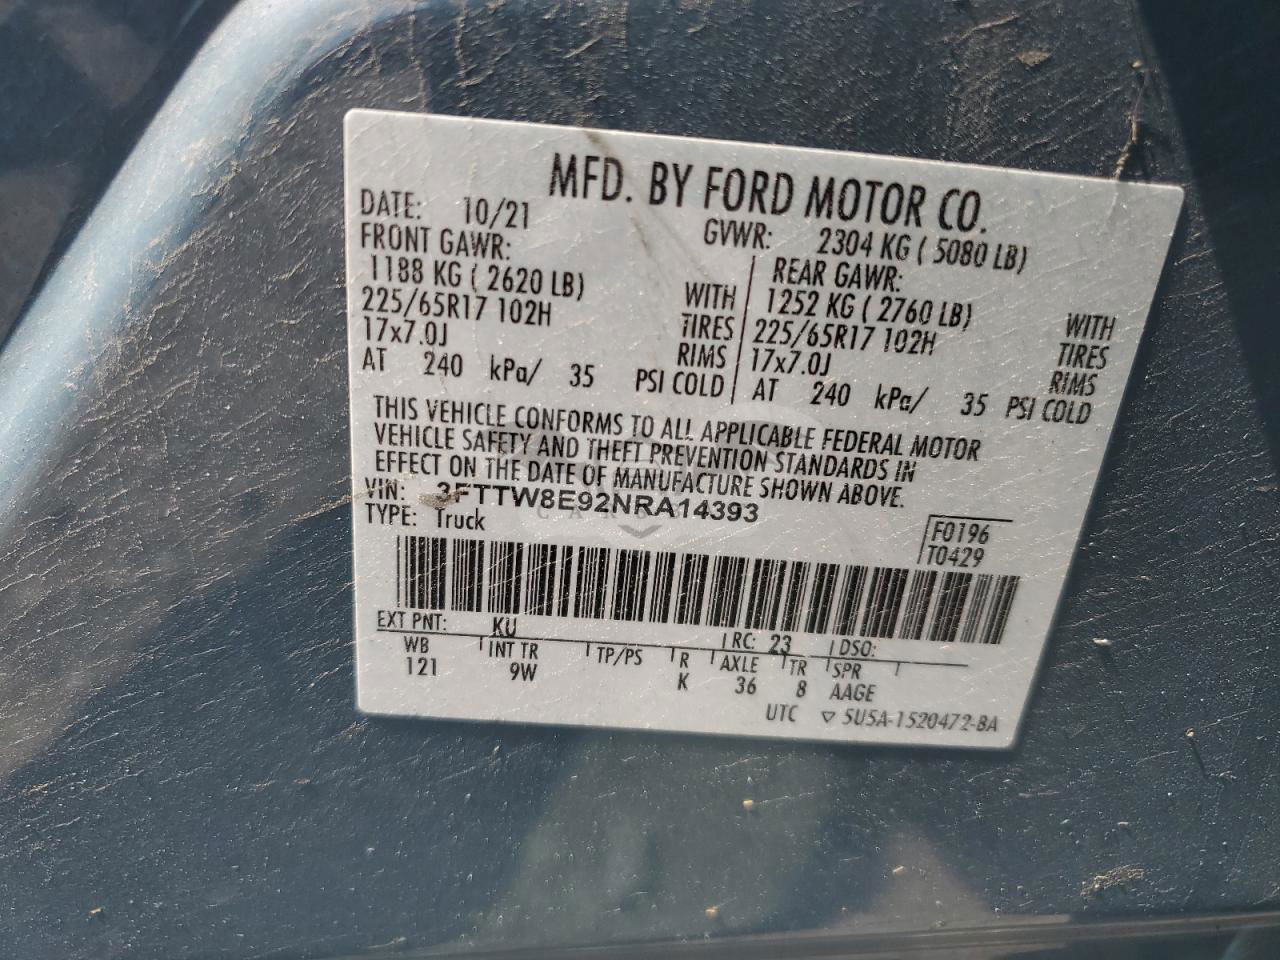 MFD. BY FORD MOTOR CO.
DATE: 10/21 GVWR: 2304 KG ( 5080 LB)
FRONT GAWR: REAR GAWR:
1188 KG ( 2620 LB) WITH 1252 KG ( 2760 LB) WITH
225/65R17 102H TIRES 225/65R17 102H TIRES
17x7.0J RIMS 17x7.0J RIMS
AT 240 kPa/ 35 PSI COLD AT 240 kPa/ 35 PSI COLD
THIS VEHICLE CONFORMS TO ALL APPLICABLE FEDERAL MOTOR
VEHICLE SAFETY AND THEFT PREVENTION STANDARDS IN
EFFECT ON THE DATE OF MANUFACTURE SHOWN ABOVE.
VIN: 3FTTW8E92NRA14393
TYPE: Truck
F0196
T0429
EXT PNT: KU RC: 23 DSO:
WB INT TR TP/PS R AXLE TR SPR
121 9W K 36 8 AAGE
UTC ▽ 5U5A-1520472-BA